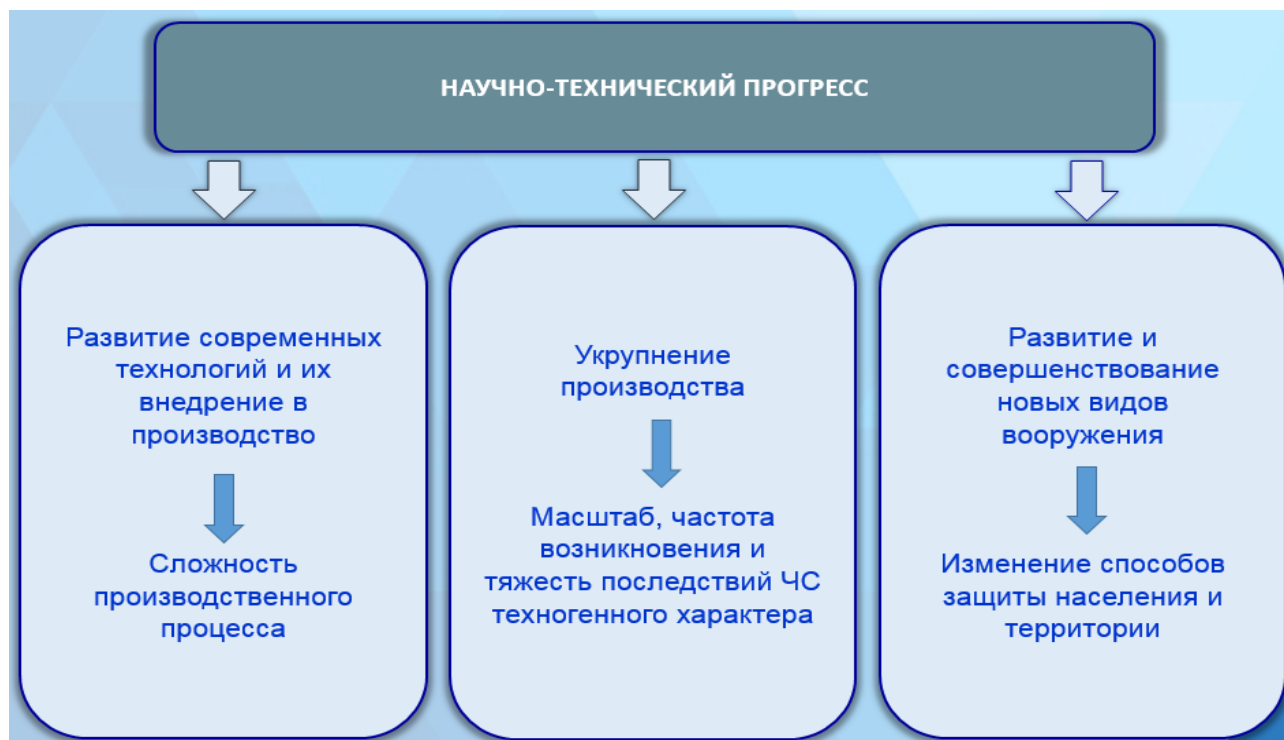 НАУЧНО-ТЕХНИЧЕСКИЙ ПРОГРЕСС
Развитие современных
технологий и их
внедрение в
производство
Сложность
производственного
процесса
Укрупнение
производства
Масштаб, частота
возникновения и
тяжесть последствий ЧС
техногенного характера
Развитие и
совершенствование
новых видов
вооружения
Изменение способов
защиты населения и
территории